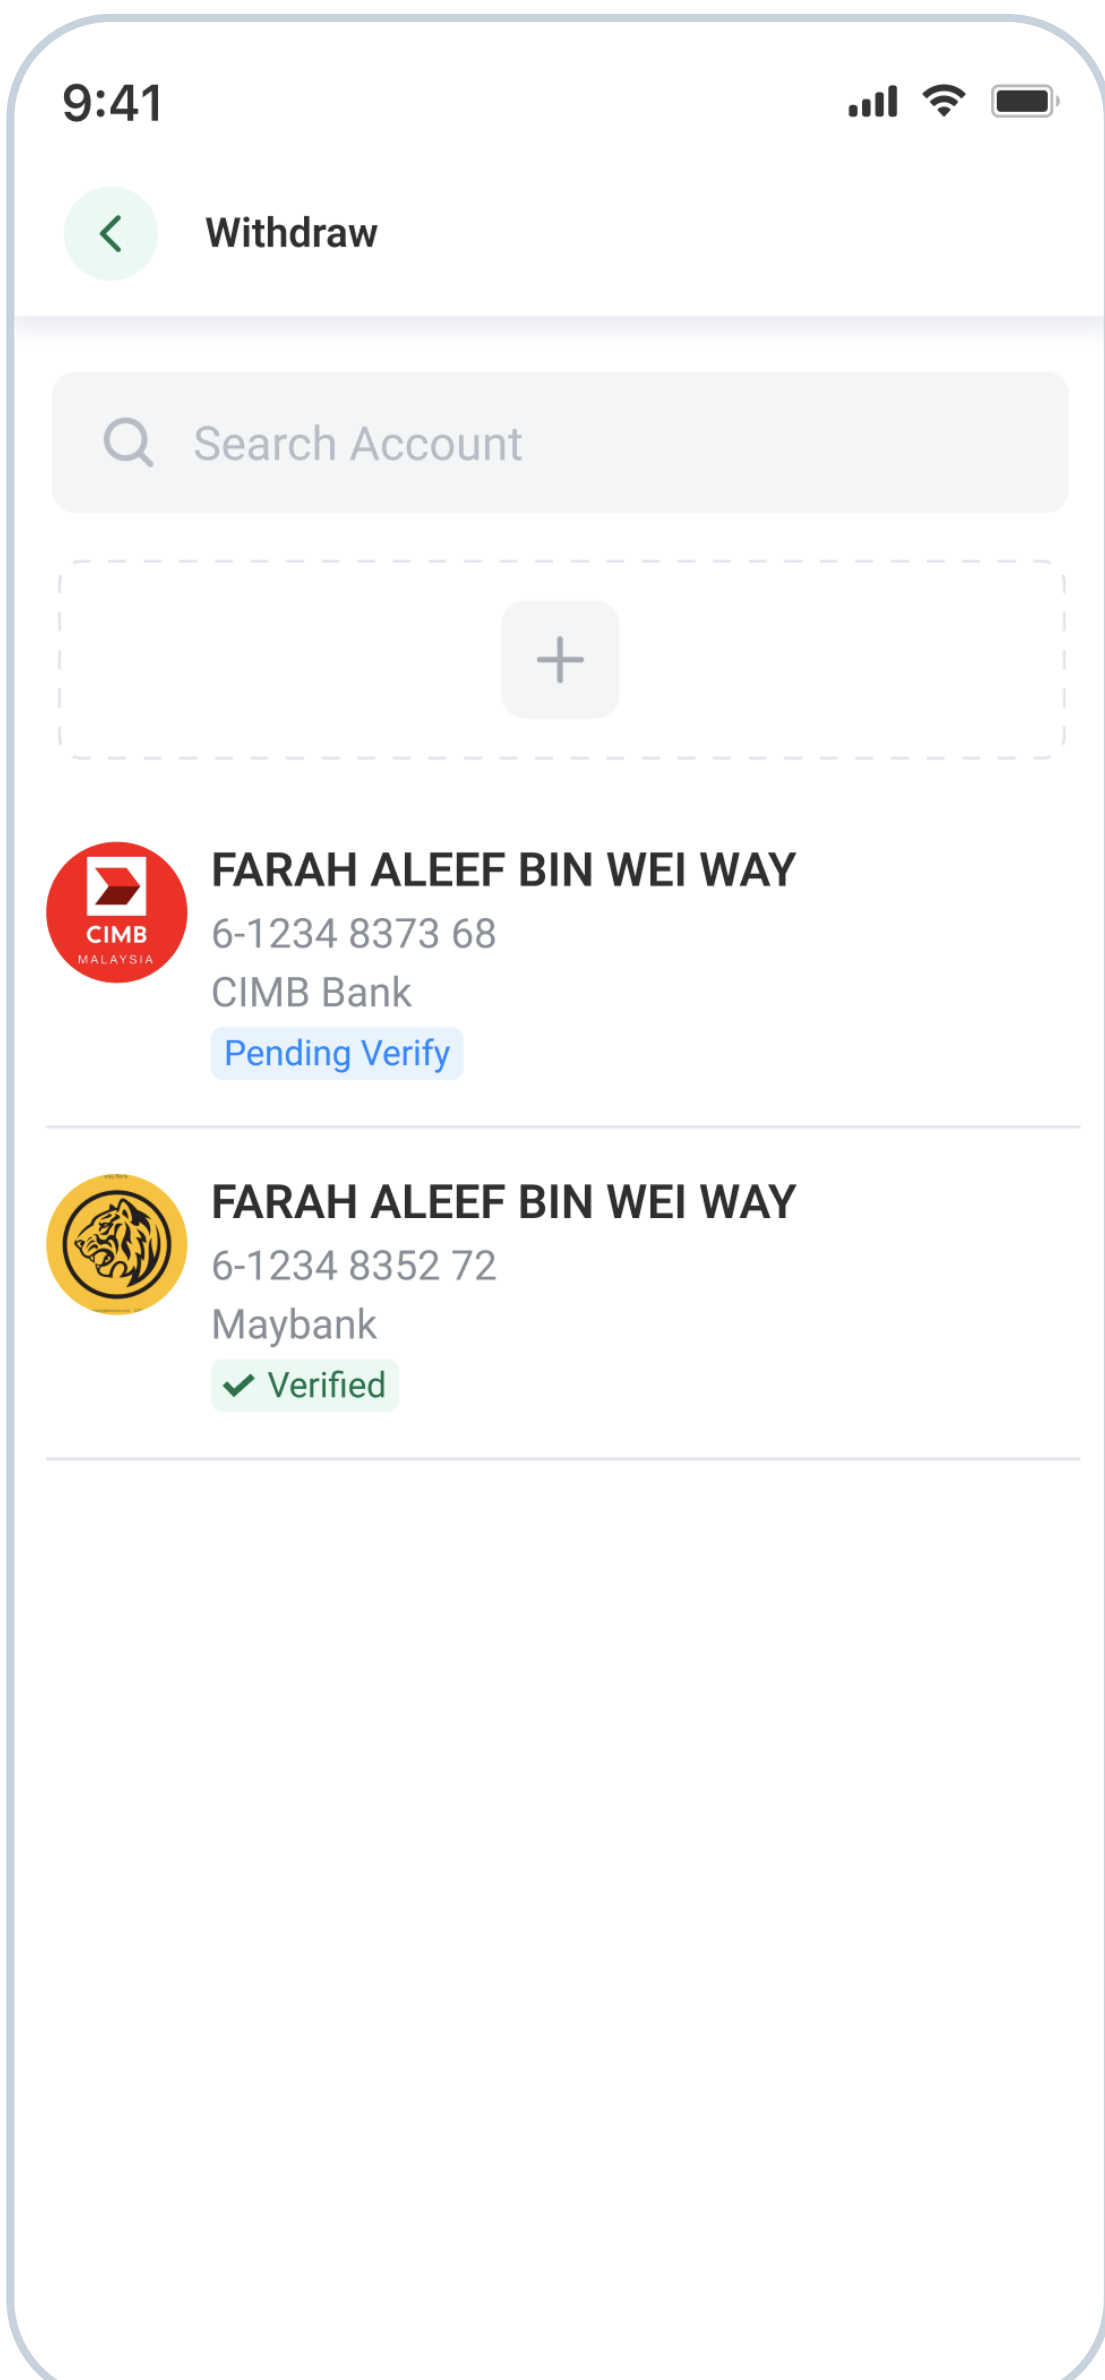 9:41
Withdraw
Search Account
CIMB
MALAYSIA
FARAH ALEEF BIN WEI WAY
6-1234 8373 68
CIMB Bank
Pending Verify
FARAH ALEEF BIN WEI WAY
6-1234 8352 72
Maybank
Verified